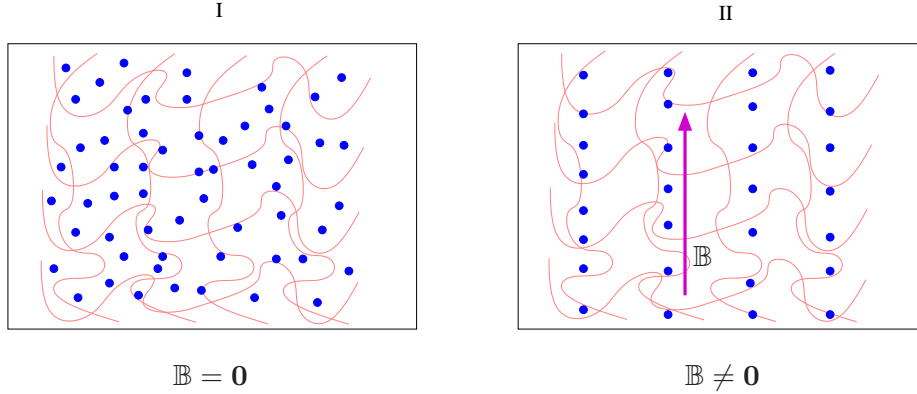 I
II
𝔹
𝔹 = 𝟎
𝔹 ≠ 𝟎